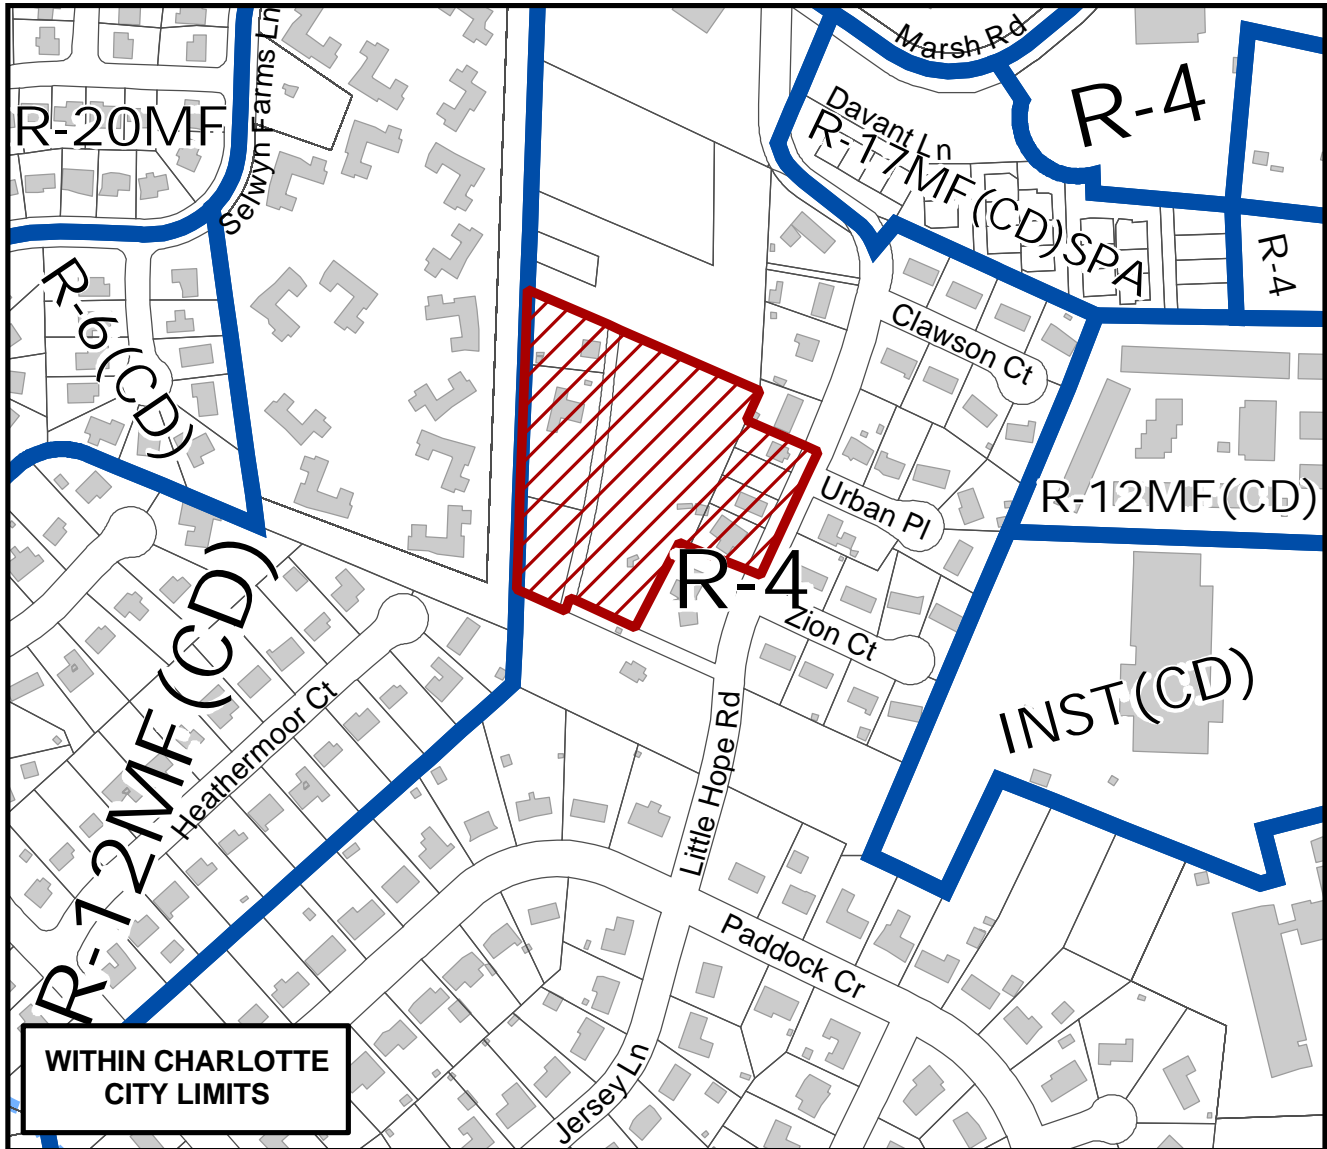 Marsh Rd
R-4
Selwyn Farms Ln
R-20MF
Davant Ln
R-17MF(CD)SPA
R-4
R-6(CD)
Clawson Ct
R-12MF(CD)
Urban Pl
R-4
Zion Ct
INST(CD)
R-12MF(CD)
Heathermoor Ct
Little Hope Rd
Paddock Cr
Jersey Ln
WITHIN CHARLOTTE
CITY LIMITS